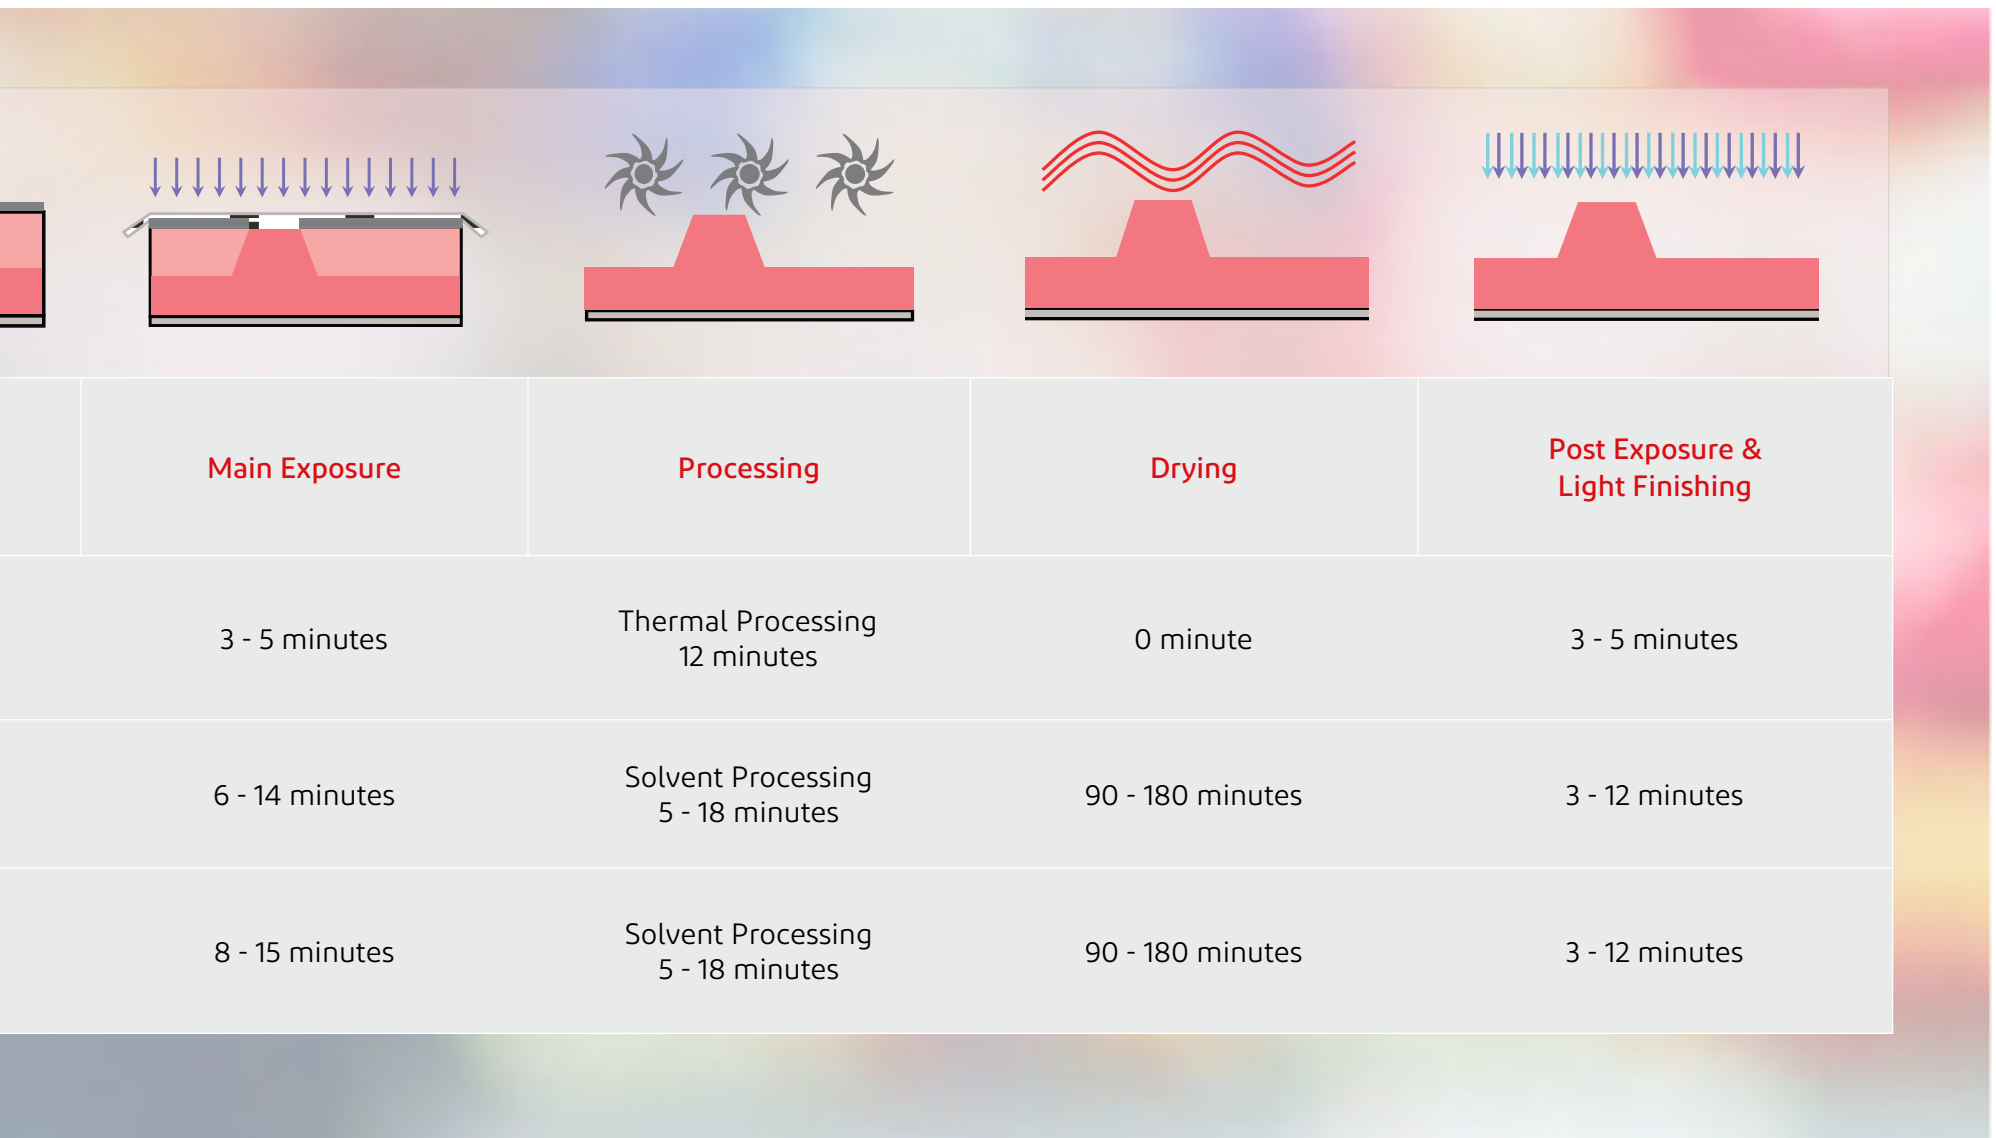 Main Exposure
Processing
Drying
Post Exposure &
Light Finishing
3 - 5 minutes
Thermal Processing
12 minutes
0 minute
3 - 5 minutes
6 - 14 minutes
Solvent Processing
5 - 18 minutes
90 - 180 minutes
3 - 12 minutes
8 - 15 minutes
Solvent Processing
5 - 18 minutes
90 - 180 minutes
3 - 12 minutes